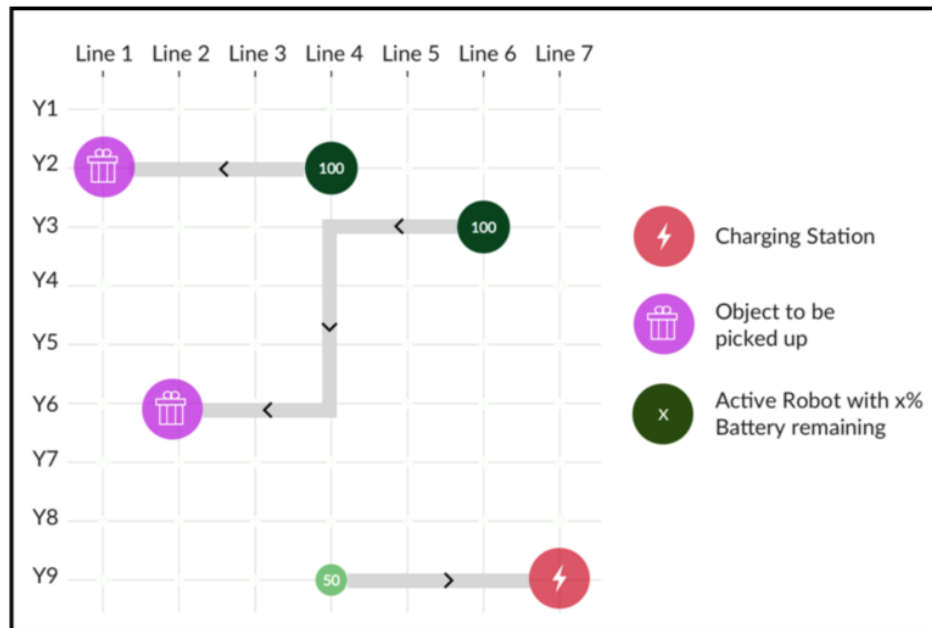 Line 1 Line 2 Line 3 Line 4 Line 5 Line 6 Line 7
Y1
Y2
100
Y3
100
Charging Station
Y4
Object to be
picked up
Y5
Y6
Active Robot with x%
x
Battery remaining
Y7
Y8
Y9
50